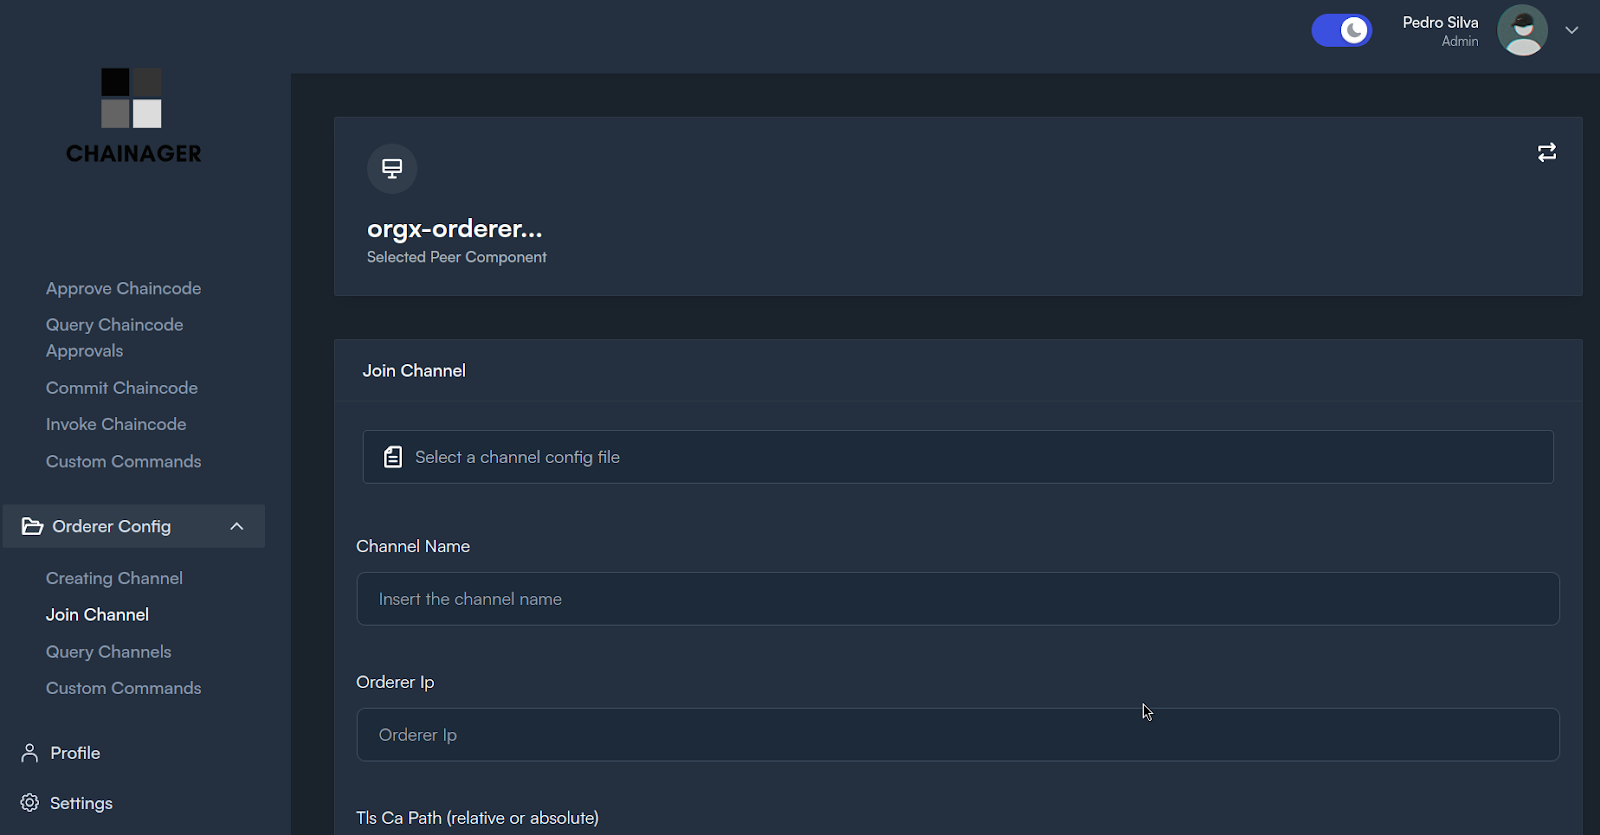 Pedro Silva
Admin
CHAINAGER
Approve Chaincode
Query Chaincode
Approvals
Commit Chaincode
Invoke Chaincode
Custom Commands
Orderer Config
Creating Channel
Join Channel
Query Channels
Custom Commands
Profile
Settings
orgx-orderer...
Selected Peer Component
Join Channel
Select a channel config file
Channel Name
Insert the channel name
Orderer Ip
Orderer Ip
Tls Ca Path (relative or absolute)